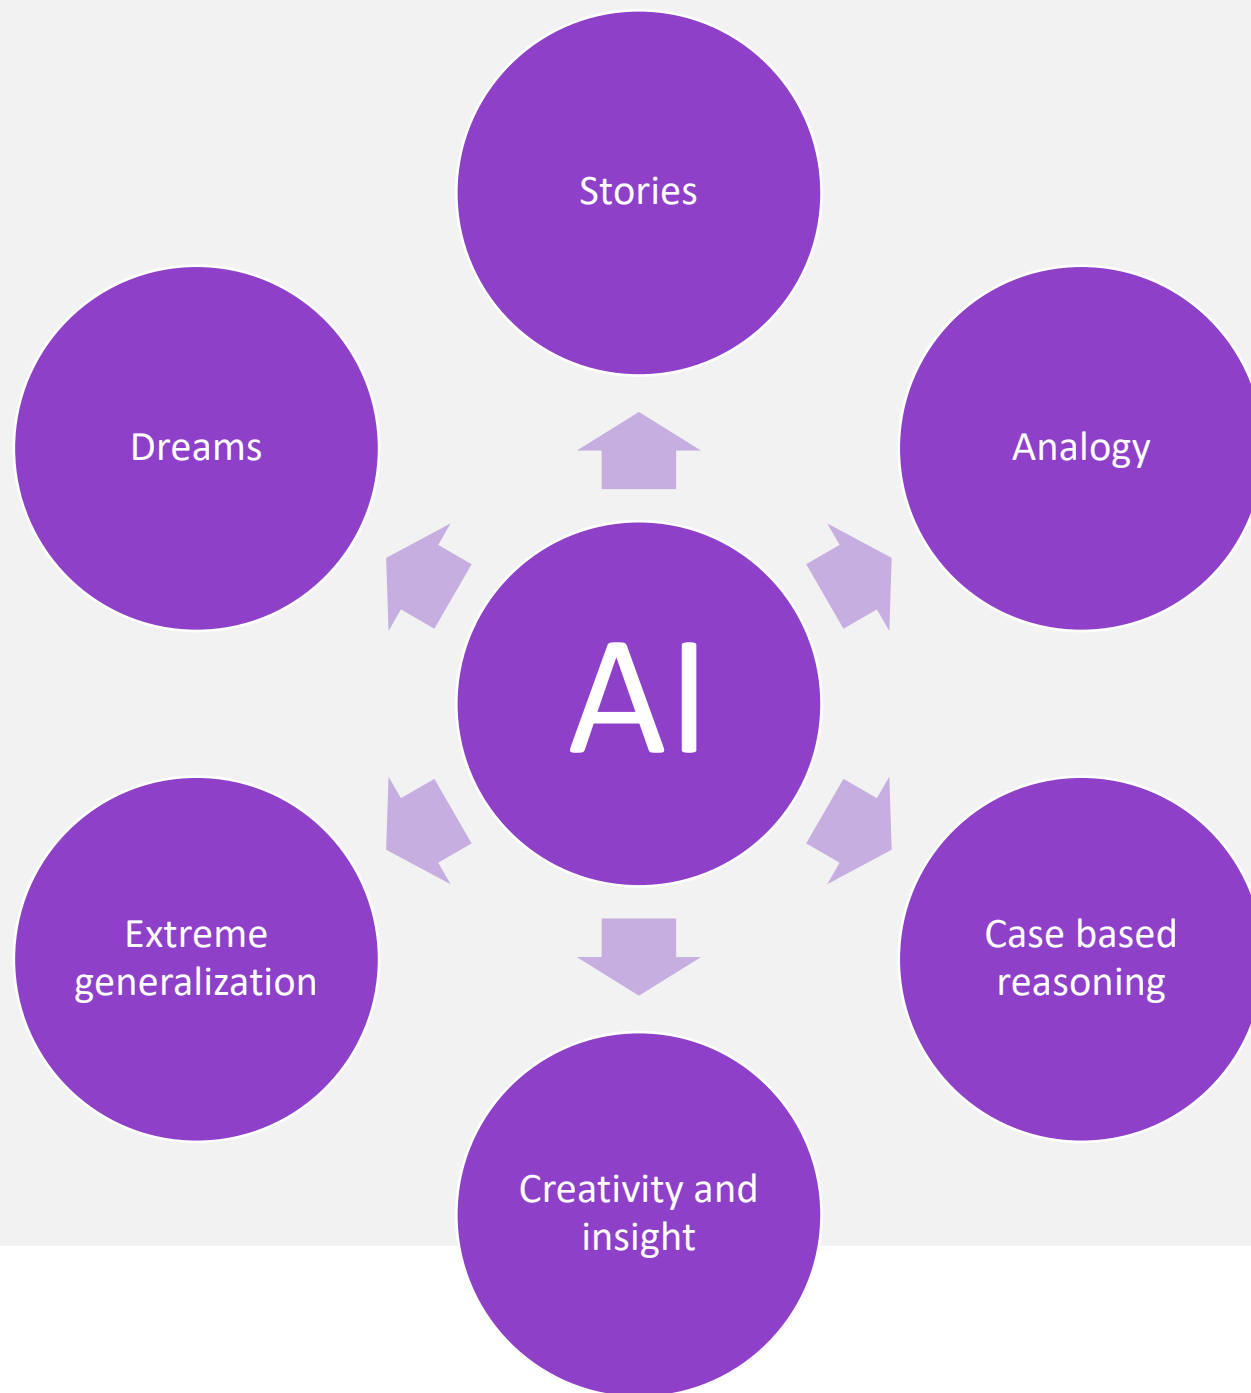 Stories
Dreams
Analogy
AI
Extreme
generalization
Case based
reasoning
Creativity and
insight